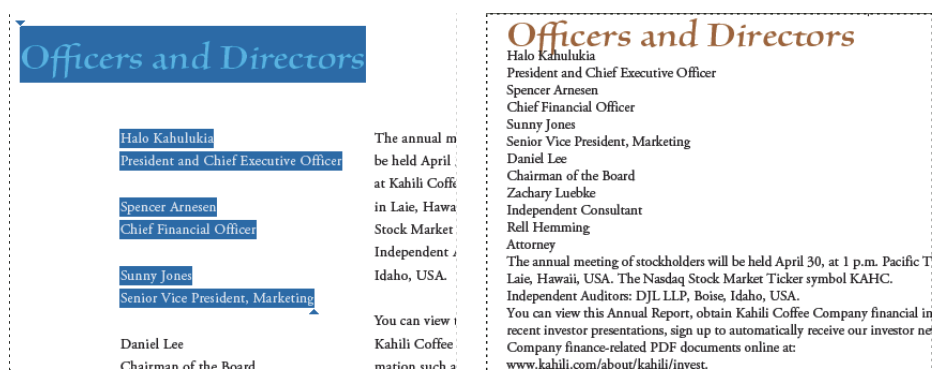 Officers and Directors
Halo Kahulukia
President and Chief Executive Officer
Spencer Arnesen
Chief Financial Officer
Sunny Jones
Senior Vice President, Marketing
Daniel Lee
Chairman of the Board
The annual m
be held April
at Kahili Coffe
in Laie, Hawa
Stock Market
Independent A
Idaho, USA.
You can view t
Kahili Coffee
mation such a
Officers and Directors
Halo Kahulukia
President and Chief Executive Officer
Spencer Arnesen
Chief Financial Officer
Sunny Jones
Senior Vice President, Marketing
Daniel Lee
Chairman of the Board
Zachary Luebke
Independent Consultant
Rell Hemming
Attorney
The annual meeting of stockholders will be held April 30, at 1 p.m. Pacific T
Laie, Hawaii, USA. The Nasdaq Stock Market Ticker symbol KAHC.
Independent Auditors: DJL LLP, Boise, Idaho, USA.
You can view this Annual Report, obtain Kahili Coffee Company financial in
recent investor presentations, sign up to automatically receive our investor ne
Company finance-related PDF documents online at:
www.kahili.com/about/kahili/invest.